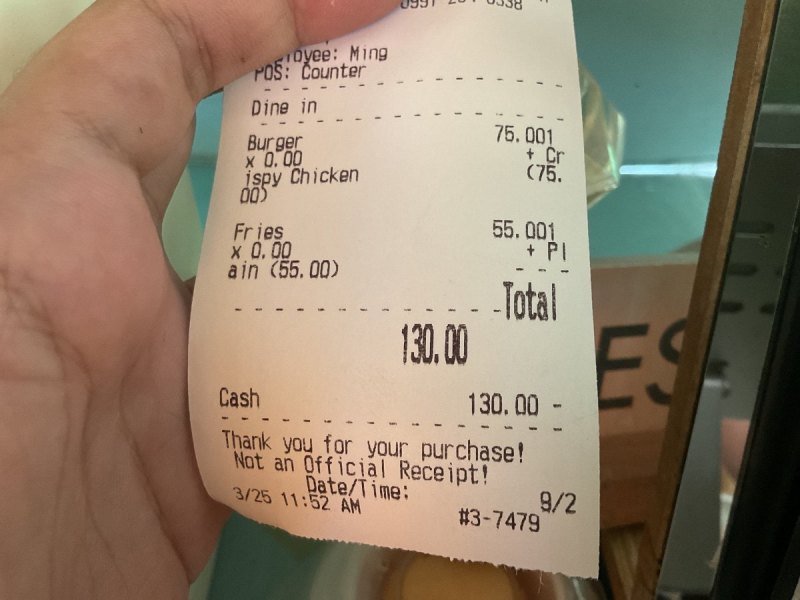 Employee: Ming
POS: Counter
Dine in
Burger 75.001
x 0.00 + Cr
ispy Chicken (75.
00)
Fries 55.001
x 0.00 + Pl
ain (55.00)
Total
130.00
Cash 130.00 -
Thank you for your purchase!
Not an Official Receipt!
Date/Time: 9/2
3/25 11:52 AM #3-7479
ES